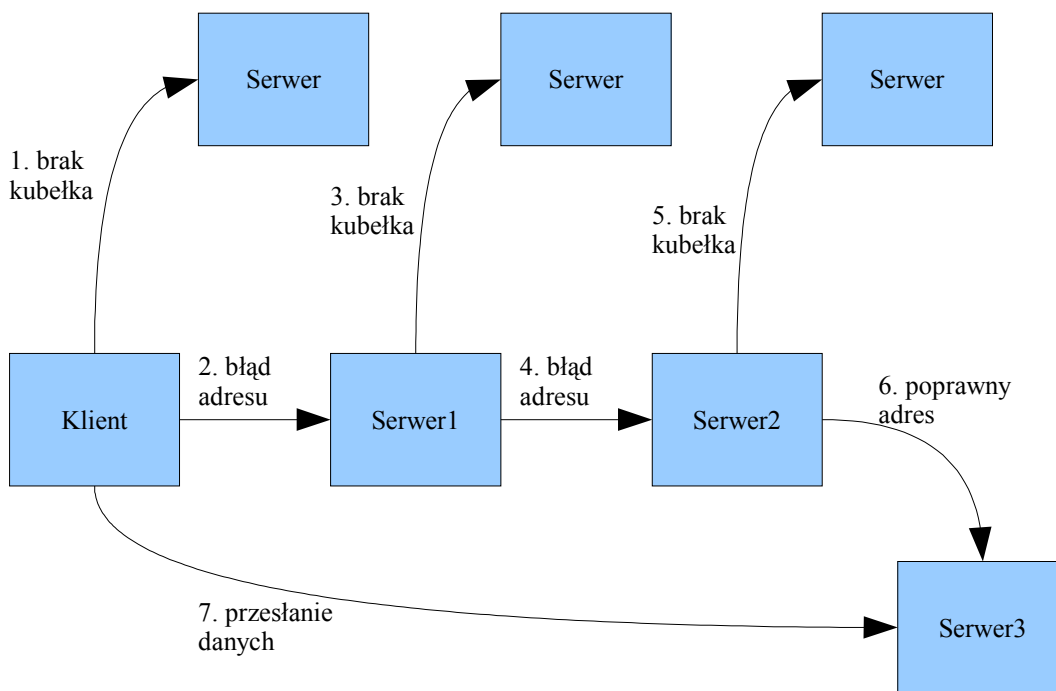 Serwer
Serwer
Serwer
1. brak
kubełka
3. brak
kubełka
5. brak
kubełka
2. błąd
adresu
4. błąd
adresu
6. poprawny
adres
Klient
Serwer1
Serwer2
7. przesłanie
danych
Serwer3